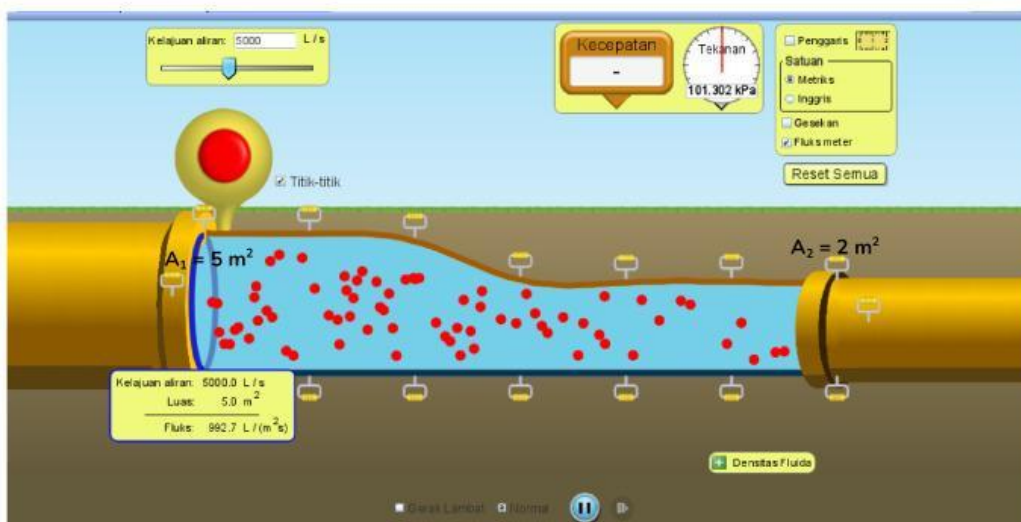 Kelajuan aliran: 5000 L / s
Kecepatan
-
Tekanan
101.302 kPa
Penggaris
Satuan
Metriks
Inggris
Gesekan
Fluks meter
Reset Semua
Titik-titik
A₁ = 5 m²
A₂ = 2 m²
Kelajuan aliran: 5000.0 L / s
Luas: 5.0 m²
Fluks: 992.7 L / (m²s)
Densitas Fluida
Gerak Lambat Normal